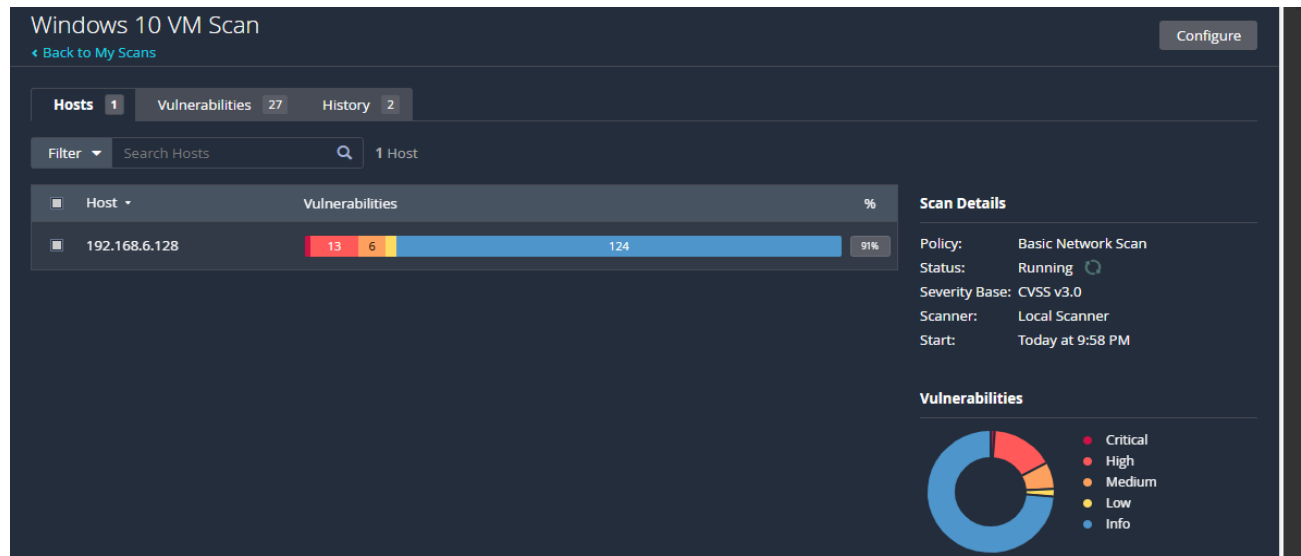 Windows 10 VM Scan
Back to My Scans
Configure
Hosts 1 Vulnerabilities 27 History 2
Filter Search Hosts 1 Host
Host Vulnerabilities %
192.168.6.128 13 6 124 91%
Scan Details
Policy: Basic Network Scan
Status: Running
Severity Base: CVSS v3.0
Scanner: Local Scanner
Start: Today at 9:58 PM
Vulnerabilities
Critical
High
Medium
Low
Info